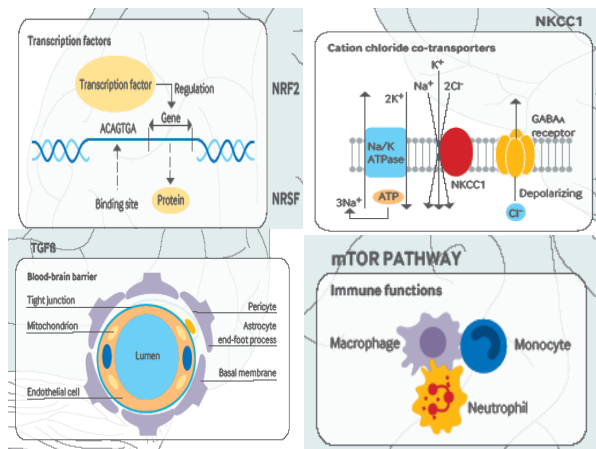 Transcription factors
Transcription factor
Regulation
NRF2
Gene
ACAGTGA
Binding site
Protein
NRSF
NKCC1
Cation chloride co-transporters
K+
Na+
2Cl-
2K+
GABAA
receptor
Na/K
ATPase
NKCC1
ATP
Depolarizing
3Na+
Cl-
TGFß
Blood-brain barrier
Tight junction
Pericyte
Mitochondrion
Astrocyte
end-foot process
Lumen
Basal membrane
Endothelial cell
mTOR PATHWAY
Immune functions
Macrophage
Monocyte
Neutrophil